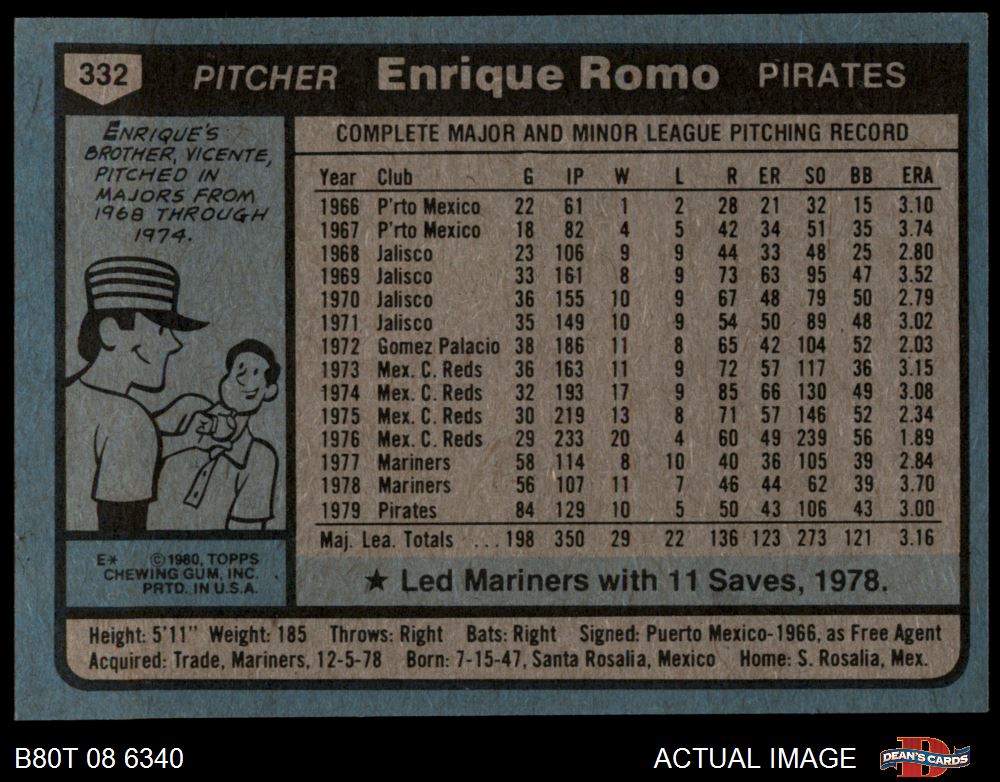 332 PITCHER Enrique Romo PIRATES
ENRIQUE'S
BROTHER, VICENTE,
PITCHED IN
MAJORS FROM
1968 THROUGH
1974.
COMPLETE MAJOR AND MINOR LEAGUE PITCHING RECORD
Year Club G IP W L R ER SO BB ERA
1966 P'rto Mexico 22 61 1 2 28 21 32 15 3.10
1967 P'rto Mexico 18 82 4 5 42 34 51 35 3.74
1968 Jalisco 23 106 9 9 44 33 48 25 2.80
1969 Jalisco 33 161 8 9 73 63 95 47 3.52
1970 Jalisco 36 155 10 9 67 48 79 50 2.79
1971 Jalisco 35 149 10 9 54 50 89 48 3.02
1972 Gomez Palacio 38 186 11 8 65 42 104 52 2.03
1973 Mex. C. Reds 36 163 11 9 72 57 117 36 3.15
1974 Mex. C. Reds 32 193 17 9 85 66 130 49 3.08
1975 Mex. C. Reds 30 219 13 8 71 57 146 52 2.34
1976 Mex. C. Reds 29 233 20 4 60 49 239 56 1.89
1977 Mariners 58 114 8 10 40 36 105 39 2.84
1978 Mariners 56 107 11 7 46 44 62 39 3.70
1979 Pirates 84 129 10 5 50 43 106 43 3.00
Maj. Lea. Totals ... 198 350 29 22 136 123 273 121 3.16
★ Led Mariners with 11 Saves, 1978.
E* ©1980, TOPPS
CHEWING GUM, INC.
PRTD. IN U.S.A.
Height: 5'11" Weight: 185 Throws: Right Bats: Right Signed: Puerto Mexico-1966, as Free Agent
Acquired: Trade, Mariners, 12-5-78 Born: 7-15-47, Santa Rosalia, Mexico Home: S. Rosalia, Mex.
B80T 08 6340 ACTUAL IMAGE DEAN'S CARDS